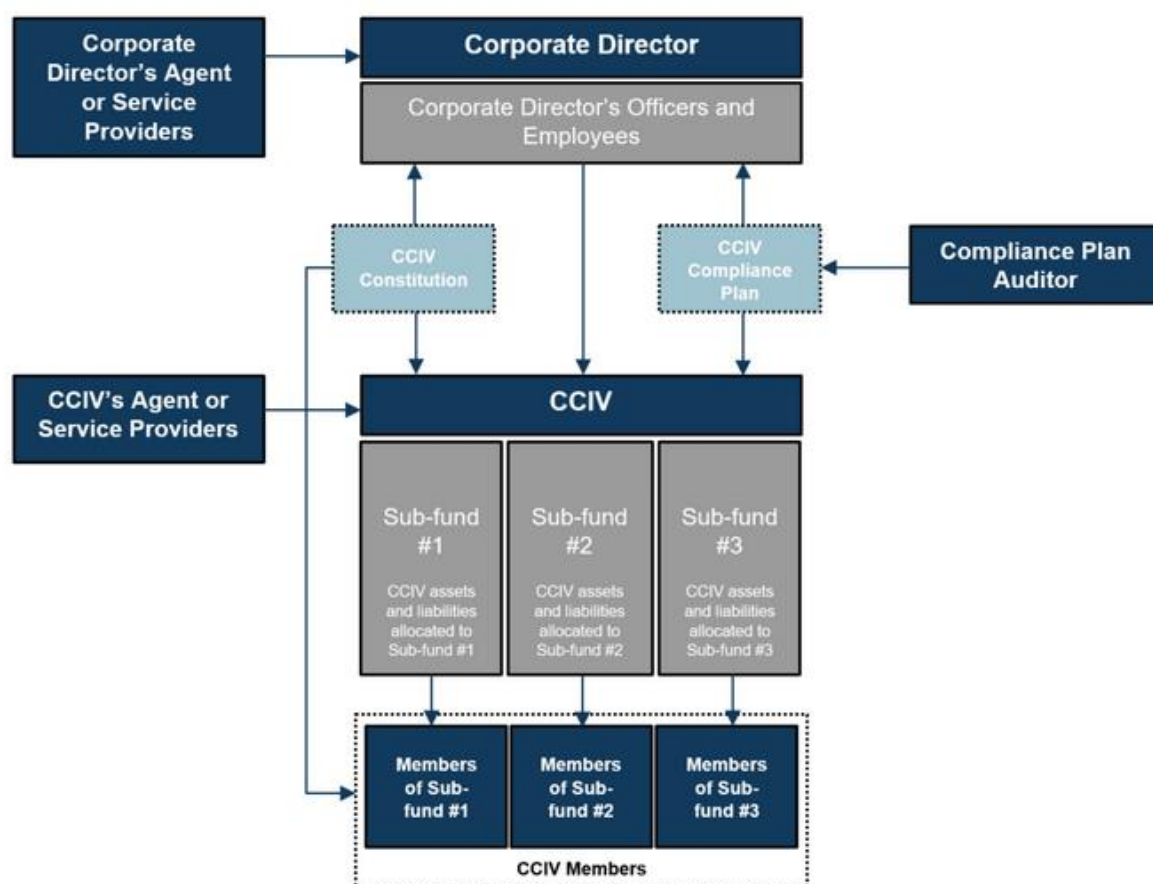 Corporate
Director's Agent
or Service
Providers
Corporate Director
Corporate Director's Officers and
Employees
CCIV
Constitution
CCIV
Compliance
Plan
Compliance Plan
Auditor
CCIV's Agent or
Service Providers
CCIV
Sub-fund
#1
CCIV assets
and liabilities
allocated to
Sub-fund #1
Sub-fund
#2
CCIV assets
and liabilities
allocated to
Sub-fund #2
Sub-fund
#3
CCIV assets
and liabilities
allocated to
Sub-fund #3
Members
of Sub-
fund #1
Members
of Sub-
fund #2
Members
of Sub-
fund #3
CCIV Members